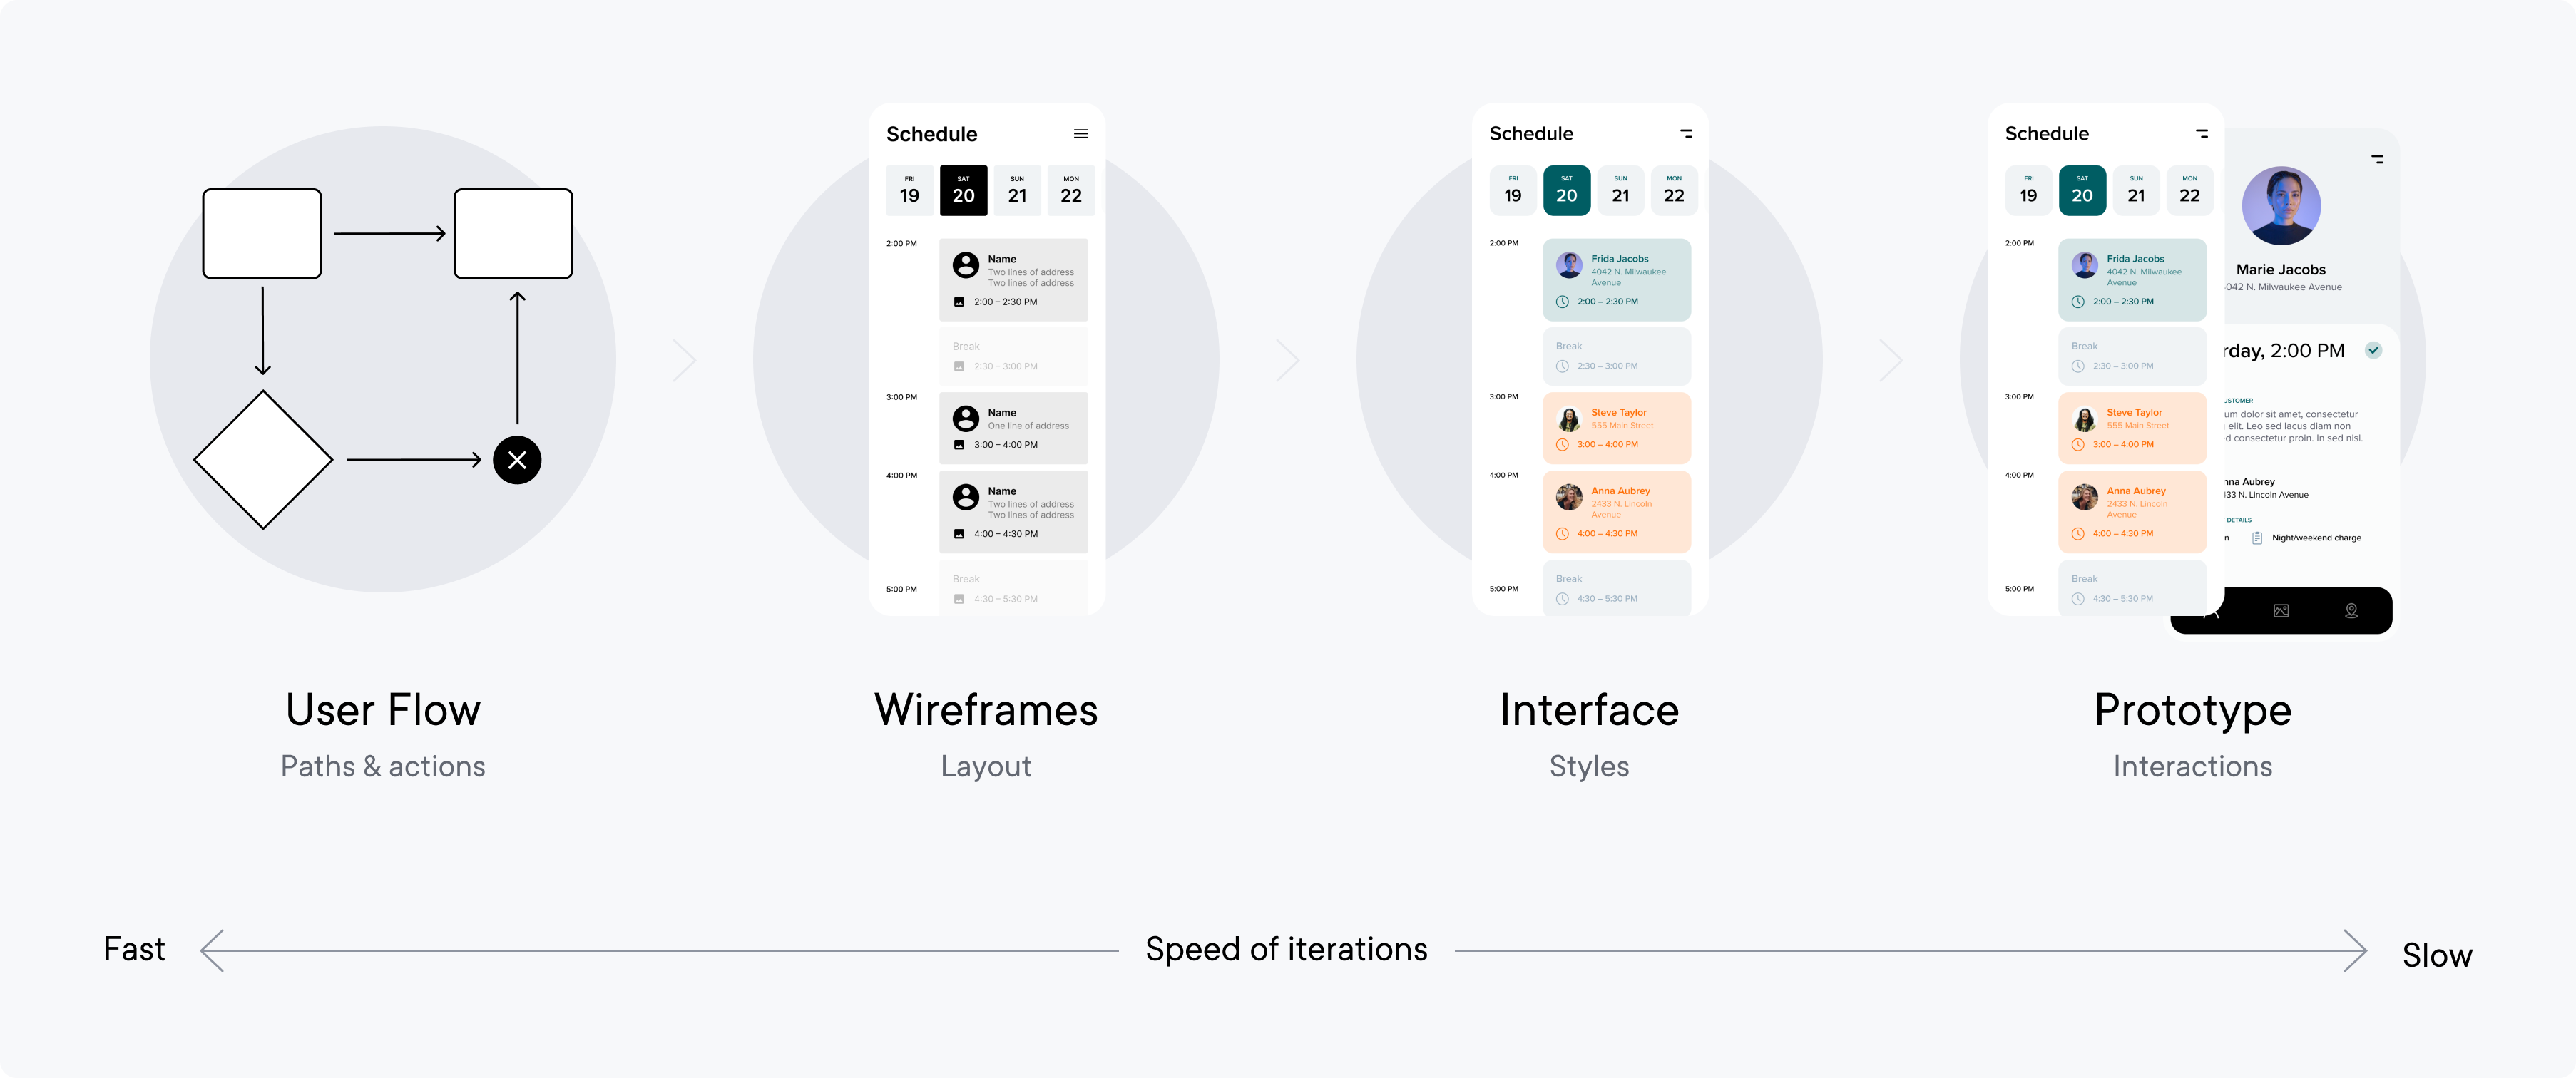 Schedule
FRI SAT SUN MON
19 20 21 22
2:00 PM
Name
Two lines of address
Two lines of address
2:00 – 2:30 PM
Break
2:30 – 3:00 PM
3:00 PM
Name
One line of address
3:00 – 4:00 PM
4:00 PM
Name
Two lines of address
Two lines of address
4:00 – 4:30 PM
Break
5:00 PM
4:30 – 5:30 PM
Schedule
FRI SAT SUN MON
19 20 21 22
2:00 PM
Frida Jacobs
4042 N. Milwaukee
Avenue
2:00 – 2:30 PM
Break
2:30 – 3:00 PM
3:00 PM
Steve Taylor
555 Main Street
3:00 – 4:00 PM
4:00 PM
Anna Aubrey
2433 N. Lincoln
Avenue
4:00 – 4:30 PM
Break
5:00 PM
4:30 – 5:30 PM
Schedule
FRI SAT SUN MON
19 20 21 22
2:00 PM
Frida Jacobs
4042 N. Milwaukee
Avenue
2:00 – 2:30 PM
Break
2:30 – 3:00 PM
3:00 PM
Steve Taylor
555 Main Street
3:00 – 4:00 PM
4:00 PM
Anna Aubrey
2433 N. Lincoln
Avenue
4:00 – 4:30 PM
Break
5:00 PM
4:30 – 5:30 PM
Marie Jacobs
042 N. Milwaukee Avenue
rday, 2:00 PM
USTOMER
um dolor sit amet, consectetur
elit. Leo sed lacus diam non
d consectetur proin. In sed nisl.
nna Aubrey
33 N. Lincoln Avenue
DETAILS
n Night/weekend charge
User Flow
Paths & actions
Wireframes
Layout
Interface
Styles
Prototype
Interactions
Fast
Speed of iterations
Slow